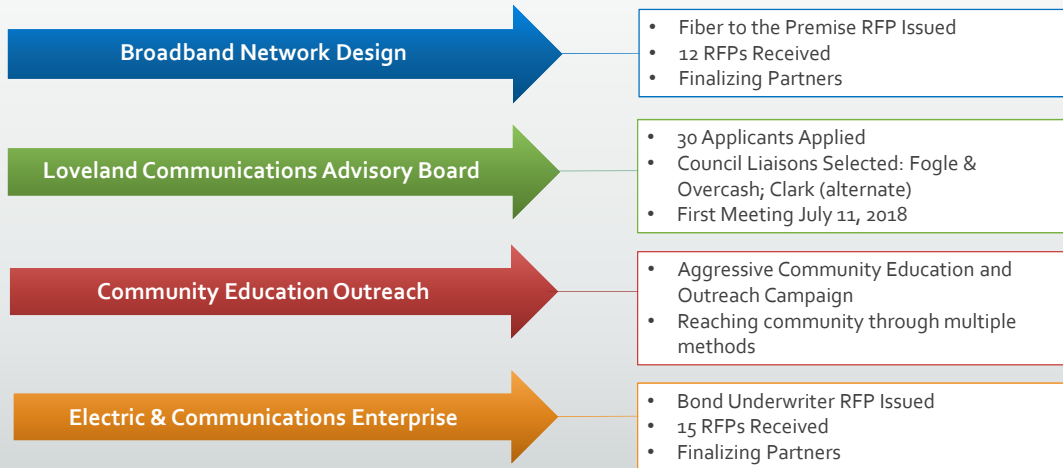 Broadband Network Design
• Fiber to the Premise RFP Issued
• 12 RFPs Received
• Finalizing Partners
Loveland Communications Advisory Board
• 30 Applicants Applied
• Council Liaisons Selected: Fogle &
Overcash; Clark (alternate)
• First Meeting July 11, 2018
Community Education Outreach
• Aggressive Community Education and
Outreach Campaign
• Reaching community through multiple
methods
Electric & Communications Enterprise
• Bond Underwriter RFP Issued
• 15 RFPs Received
• Finalizing Partners